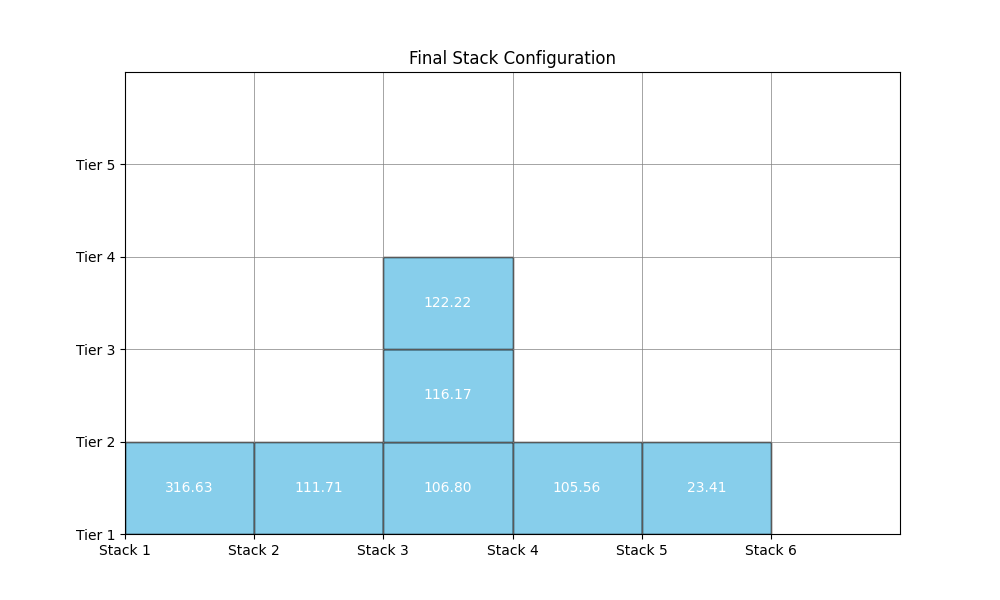 Final Stack Configuration
Tier 5
Tier 4
122.22
Tier 3
116.17
Tier 2
316.63 111.71 106.80 105.56 23.41
Tier 1
Stack 1 Stack 2 Stack 3 Stack 4 Stack 5 Stack 6